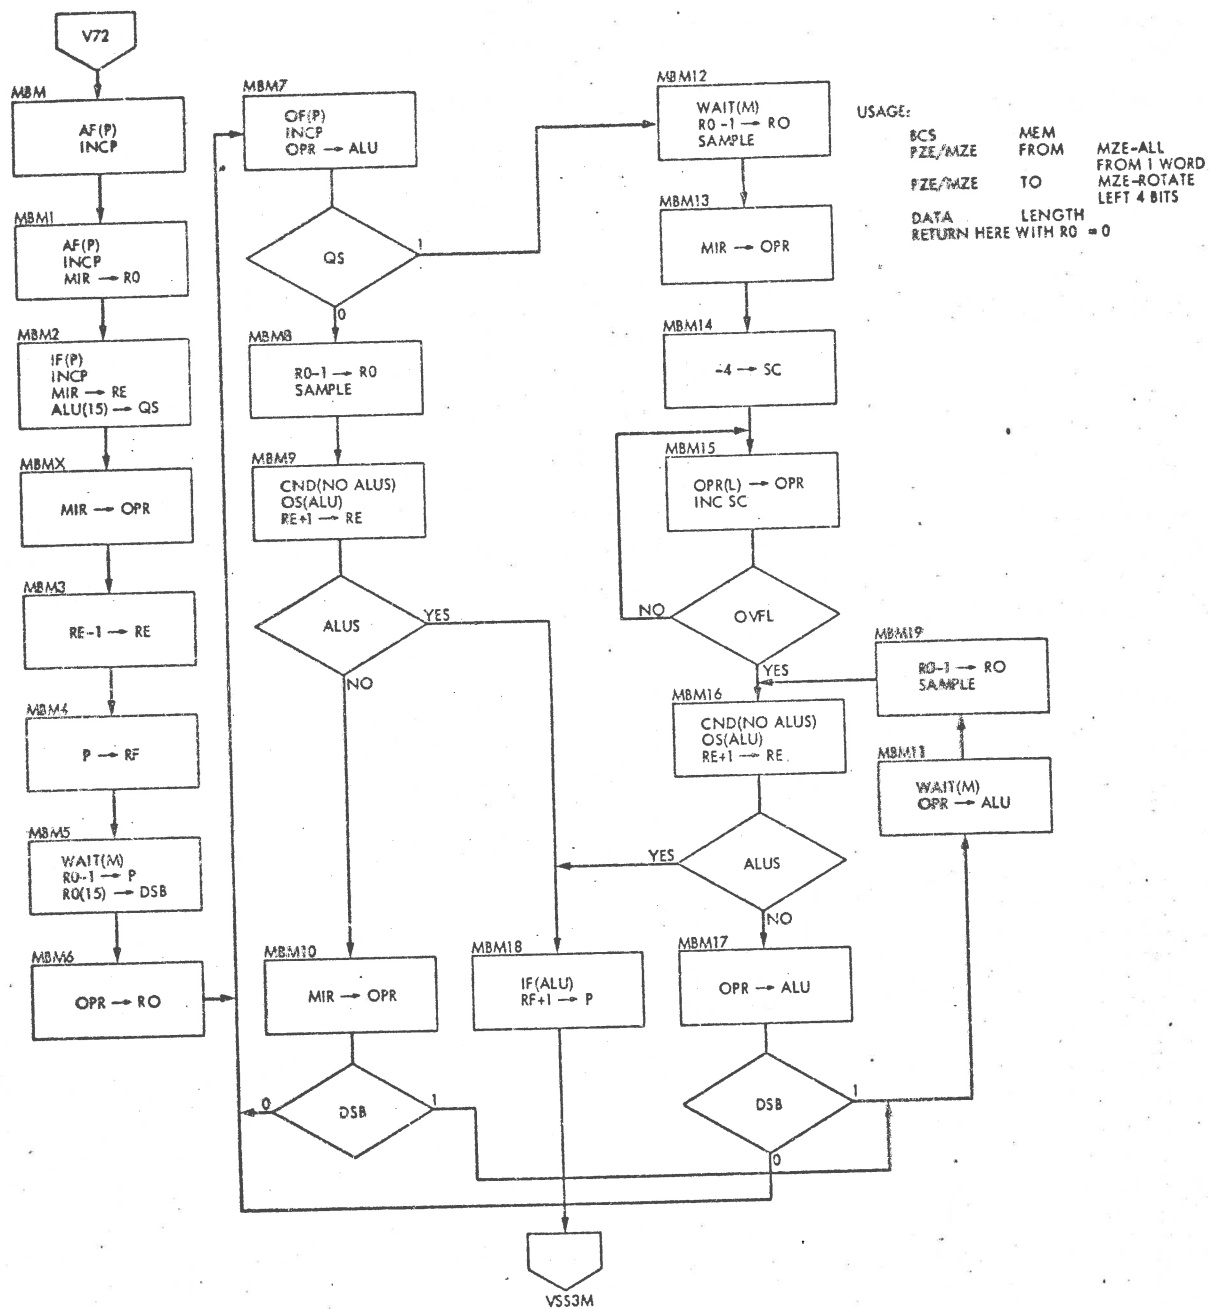 V72
MBM
AF(P)
INCP
MBM1
AF(P)
INCP
MIR → R0
MBM2
IF(P)
INCP
MIR → RE
ALU(15) → QS
MBMX
MIR → OPR
MBM3
RE-1 → RE
MBM4
P → RF
MBM5
WAIT(M)
R0-1 → P
R0(15) → DSB
MBM6
OPR → RO
MBM7
OF(P)
INCP
OPR → ALU
QS
1
0
MBM8
R0-1 → R0
SAMPLE
MBM9
CND(NO ALUS)
OS(ALU)
RE+1 → RE
ALUS
YES
NO
MBM10
MIR → OPR
DSB
0
1
MBM18
IF(ALU)
RF+1 → P
VSS3M
MBM12
WAIT(M)
R0-1 → RO
SAMPLE
MBM13
MIR → OPR
MBM14
-4 → SC
MBM15
OPR(L) → OPR
INC SC
OVFL
NO
YES
MBM16
CND(NO ALUS)
OS(ALU)
RE+1 → RE
ALUS
YES
NO
MBM17
OPR → ALU
DSB
1
0
MBM19
R0-1 → RO
SAMPLE
MBM11
WAIT(M)
OPR → ALU
USAGE:
BCS MEM
PZE/MZE FROM MZE-ALL
FROM 1 WORD
PZE/MZE TO MZE-ROTATE
LEFT 4 BITS
DATA LENGTH
RETURN HERE WITH R0 = 0